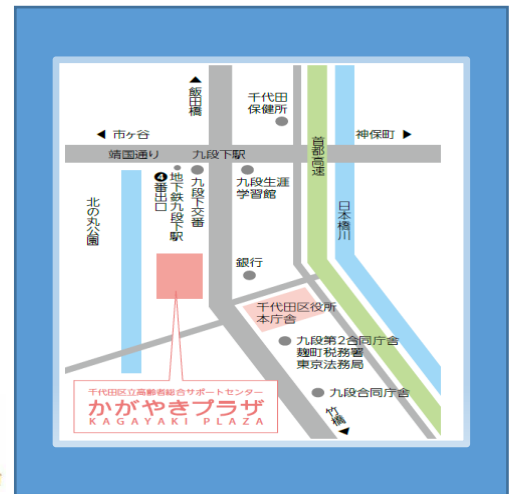 ▲飯田橋
千代田
保健所
◀ 市ヶ谷
神保町 ▶
靖国通り
九段下駅
首都高速
❹番出口
地下鉄九段下駅
九段下交番
九段生涯
学習館
北の丸公園
日本橋川
銀行
千代田区役所
本庁舎
九段第2合同庁舎
麹町税務署
東京法務局
千代田区立高齢者総合サポートセンター
かがやきプラザ
KAGAYAKI PLAZA
九段合同庁舎
竹橋▶